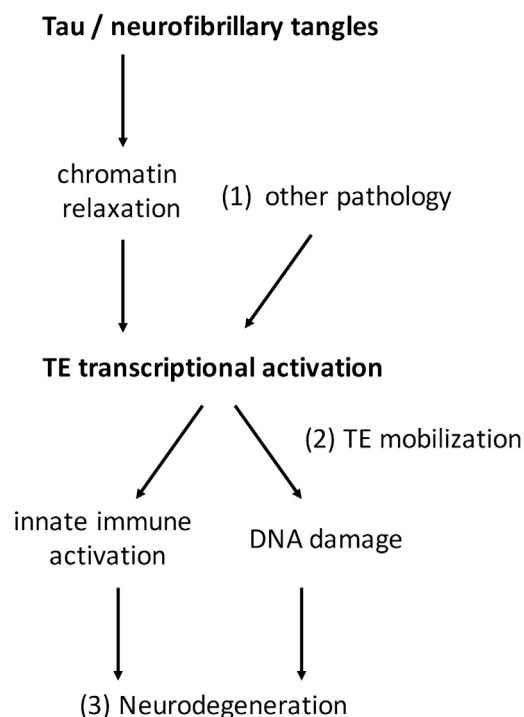 Tau / neurofibrillary tangles
chromatin
relaxation
(1) other pathology
TE transcriptional activation
(2) TE mobilization
innate immune
activation
DNA damage
(3) Neurodegeneration